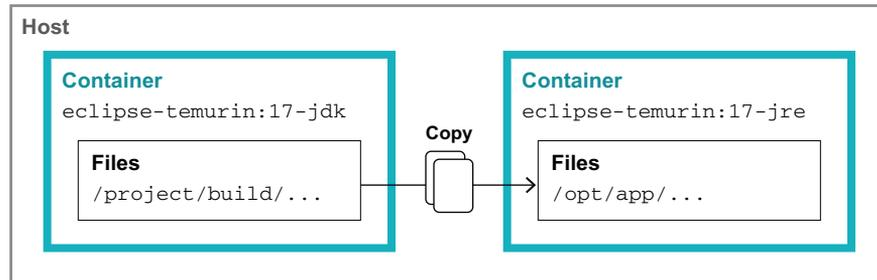 Host
Container
eclipse-temurin:17-jdk
Files
/project/build/...
Copy
Container
eclipse-temurin:17-jre
Files
/opt/app/...